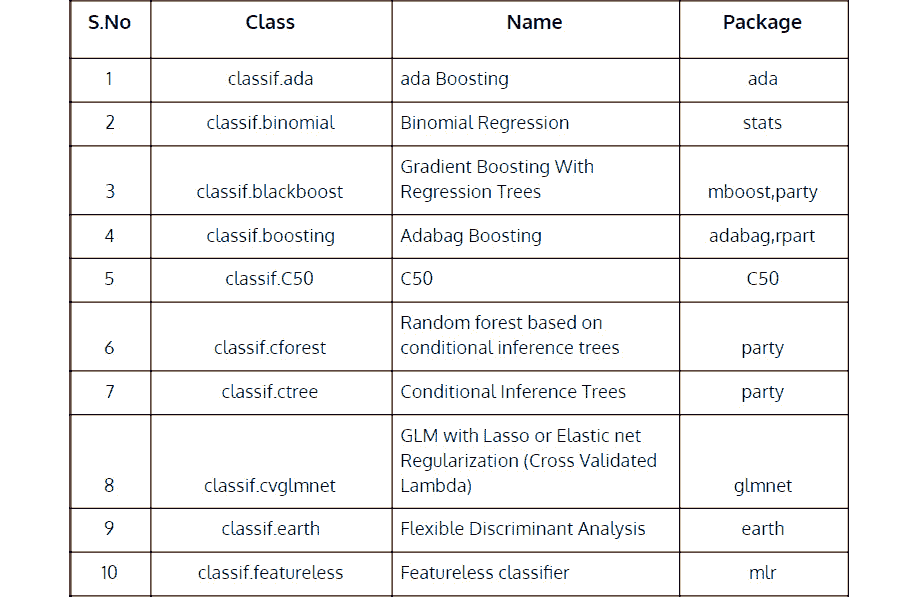 S.No Class Name Package
1 classif.ada ada Boosting ada
2 classif.binomial Binomial Regression stats
Gradient Boosting With
3 classif.blackboost Regression Trees mboost,party
4 classif.boosting Adabag Boosting adabag,rpart
5 classif.C50 C50 C50
Random forest based on
6 classif.cforest conditional inference trees party
7 classif.ctree Conditional Inference Trees party
GLM with Lasso or Elastic net
Regularization (Cross Validated
8 classif.cvglmnet Lambda) glmnet
9 classif.earth Flexible Discriminant Analysis earth
10 classif.featureless Featureless classifier mlr